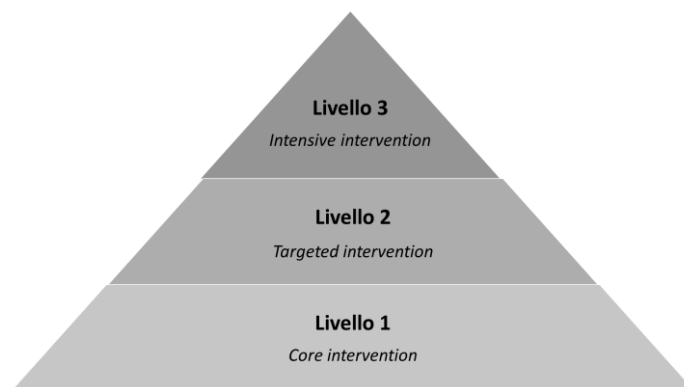 Livello 3
Intensive intervention
Livello 2
Targeted intervention
Livello 1
Core intervention